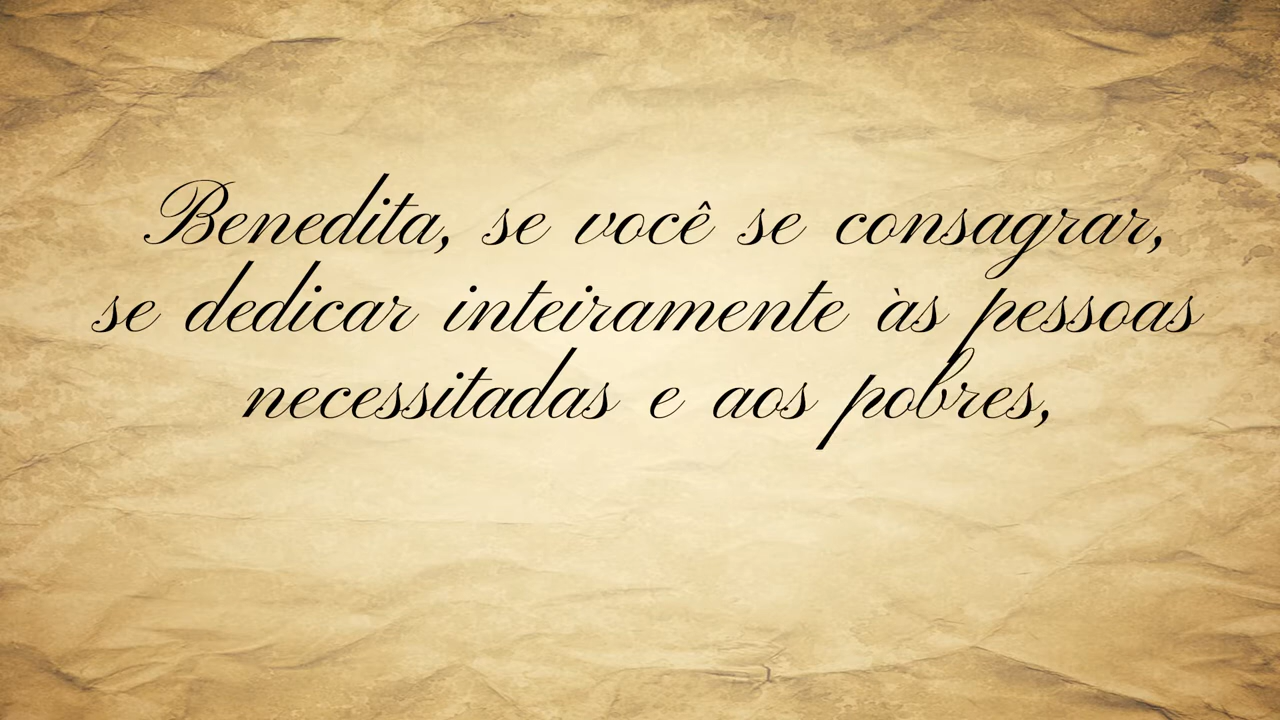 Benedita, se você se consagrar,
se dedicar inteiramente às pessoas
necessitadas e aos pobres,